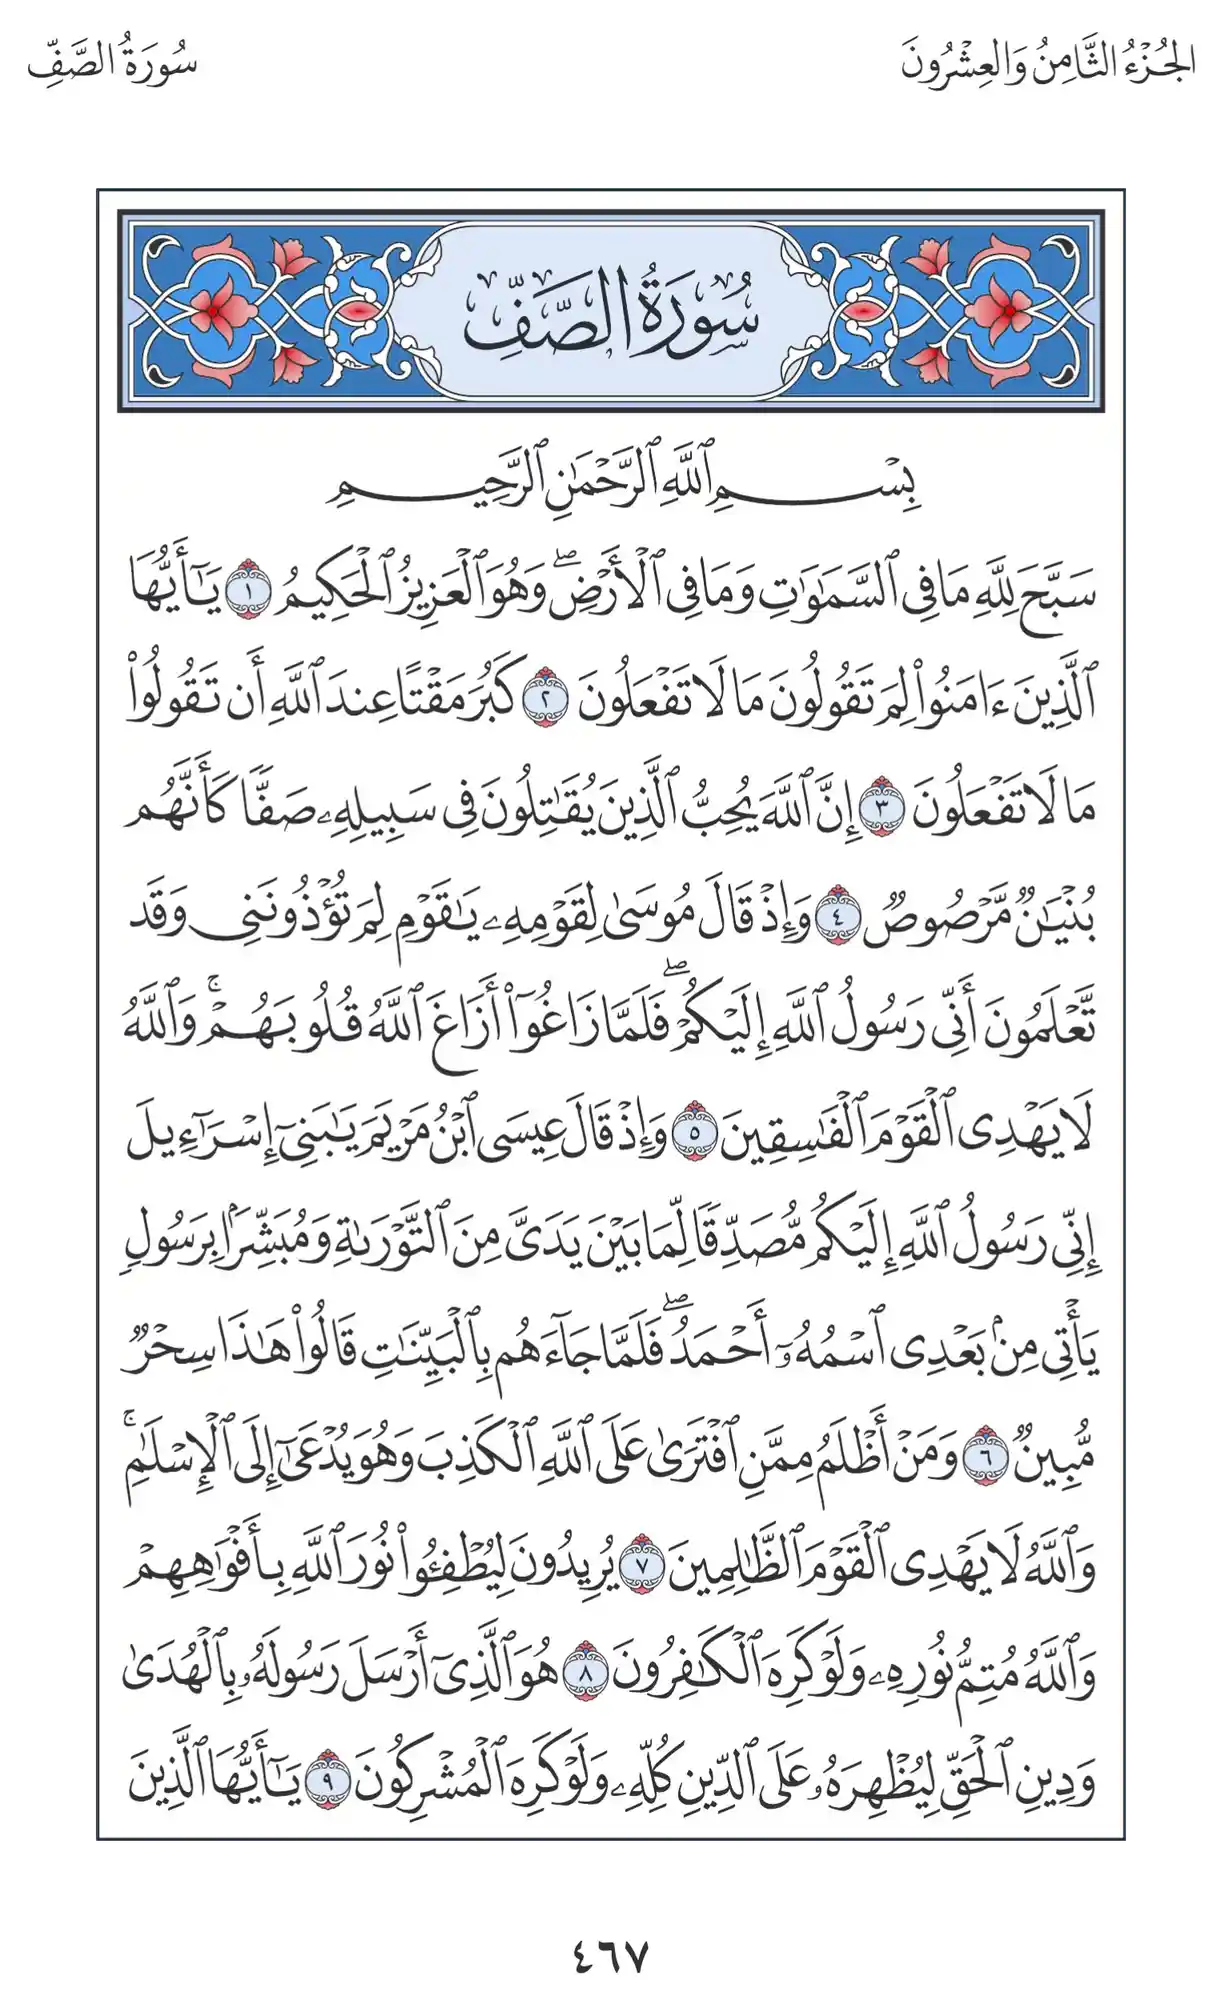 الجُزْءُ الثَّامِنُ وَالعِشْرُونَ
سُورَةُ الصَّفِّ
سُورَةُ الصَّفِّ
بِسْمِ ٱللَّهِ ٱلرَّحْمَٰنِ ٱلرَّحِيمِ
سَبَّحَ لِلَّهِ مَا فِي ٱلسَّمَٰوَٰتِ وَمَا فِي ٱلْأَرْضِۖ وَهُوَ ٱلْعَزِيزُ ٱلْحَكِيمُ ١ يَٰٓأَيُّهَا
ٱلَّذِينَ ءَامَنُواْ لِمَ تَقُولُونَ مَا لَا تَفْعَلُونَ ٢ كَبُرَ مَقْتًا عِندَ ٱللَّهِ أَن تَقُولُواْ
مَا لَا تَفْعَلُونَ ٣ إِنَّ ٱللَّهَ يُحِبُّ ٱلَّذِينَ يُقَٰتِلُونَ فِي سَبِيلِهِۦ صَفًّا كَأَنَّهُم
بُنْيَٰنٌ مَّرْصُوصٌ ٤ وَإِذْ قَالَ مُوسَىٰ لِقَوْمِهِۦ يَٰقَوْمِ لِمَ تُؤْذُونَنِي وَقَد
تَّعْلَمُونَ أَنِّي رَسُولُ ٱللَّهِ إِلَيْكُمْۖ فَلَمَّا زَاغُوٓاْ أَزَاغَ ٱللَّهُ قُلُوبَهُمْۚ وَٱللَّهُ
لَا يَهْدِي ٱلْقَوْمَ ٱلْفَٰسِقِينَ ٥ وَإِذْ قَالَ عِيسَى ٱبْنُ مَرْيَمَ يَٰبَنِيٓ إِسْرَٰٓءِيلَ
إِنِّي رَسُولُ ٱللَّهِ إِلَيْكُم مُّصَدِّقًا لِّمَا بَيْنَ يَدَيَّ مِنَ ٱلتَّوْرَىٰةِ وَمُبَشِّرَۢا بِرَسُولٍ
يَأْتِي مِنۢ بَعْدِي ٱسْمُهُۥٓ أَحْمَدُۖ فَلَمَّا جَآءَهُم بِٱلْبَيِّنَٰتِ قَالُواْ هَٰذَا سِحْرٌ
مُّبِينٌ ٦ وَمَنْ أَظْلَمُ مِمَّنِ ٱفْتَرَىٰ عَلَى ٱللَّهِ ٱلْكَذِبَ وَهُوَ يُدْعَىٰٓ إِلَى ٱلْإِسْلَٰمِۚ
وَٱللَّهُ لَا يَهْدِي ٱلْقَوْمَ ٱلظَّٰلِمِينَ ٧ يُرِيدُونَ لِيُطْفِـُٔواْ نُورَ ٱللَّهِ بِأَفْوَٰهِهِمْ
وَٱللَّهُ مُتِمُّ نُورِهِۦ وَلَوْ كَرِهَ ٱلْكَٰفِرُونَ ٨ هُوَ ٱلَّذِيٓ أَرْسَلَ رَسُولَهُۥ بِٱلْهُدَىٰ
وَدِينِ ٱلْحَقِّ لِيُظْهِرَهُۥ عَلَى ٱلدِّينِ كُلِّهِۦ وَلَوْ كَرِهَ ٱلْمُشْرِكُونَ ٩ يَٰٓأَيُّهَا ٱلَّذِينَ
٤٦٧